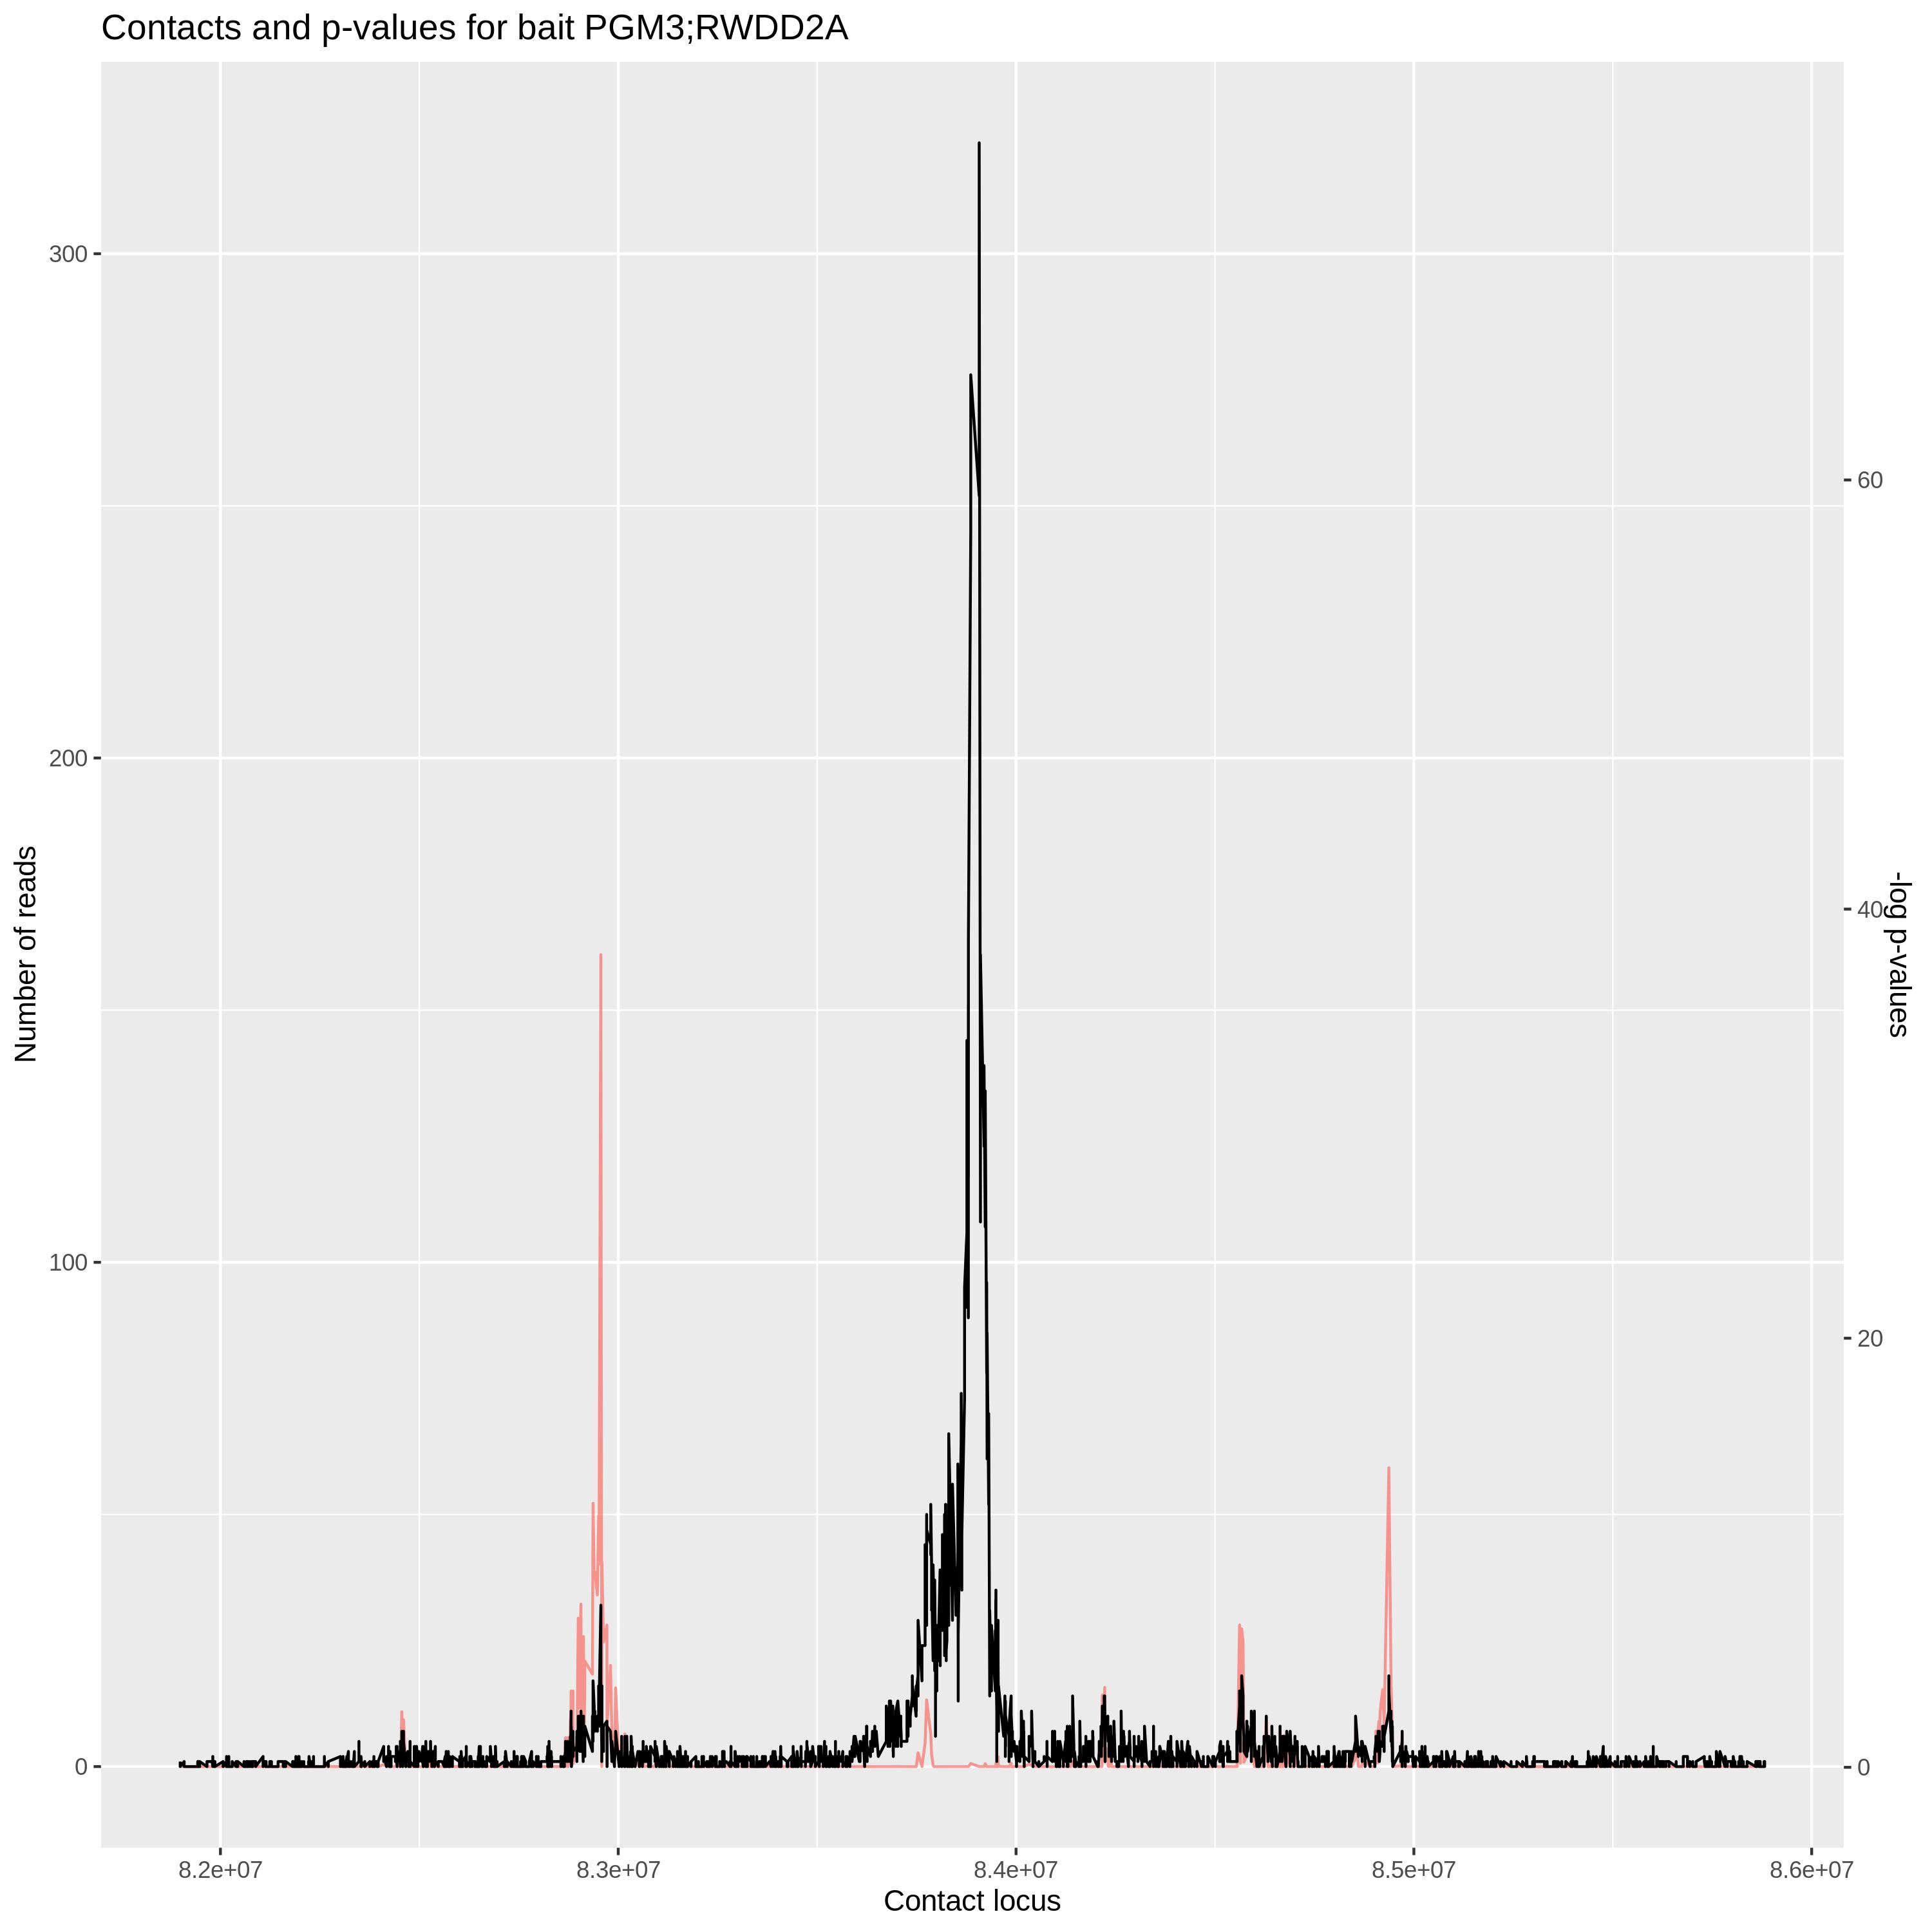 Contacts and p-values for bait PGM3;RWDD2A
300
200
100
0
Number of reads
60
40
20
0
-log p-values
8.2e+07
8.3e+07
8.4e+07
8.5e+07
8.6e+07
Contact locus